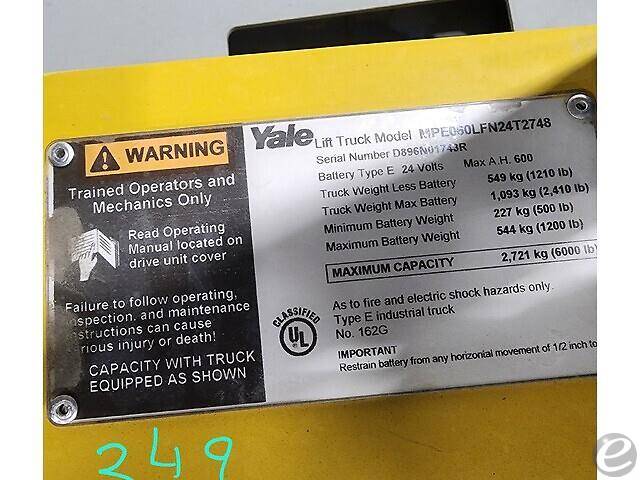 WARNING
Trained Operators and
Mechanics Only
Read Operating
Manual located on
drive unit cover
Failure to follow operating,
inspection, and maintenance
instructions can cause
serious injury or death!
CAPACITY WITH TRUCK
EQUIPPED AS SHOWN
Yale Lift Truck Model MPE060LFN24T2748
Serial Number D896N01743R
Battery Type E 24 Volts Max A.H. 600
Truck Weight Less Battery 549 kg (1210 lb)
Truck Weight Max Battery 1,093 kg (2,410 lb)
Minimum Battery Weight 227 kg (500 lb)
Maximum Battery Weight 544 kg (1200 lb)
MAXIMUM CAPACITY 2,721 kg (6000 lb)
CLASSIFIED
UL
As to fire and electric shock hazards only.
Type E industrial truck
No. 162G
IMPORTANT
Restrain battery from any horizontal movement of 1/2 inch to
249
e